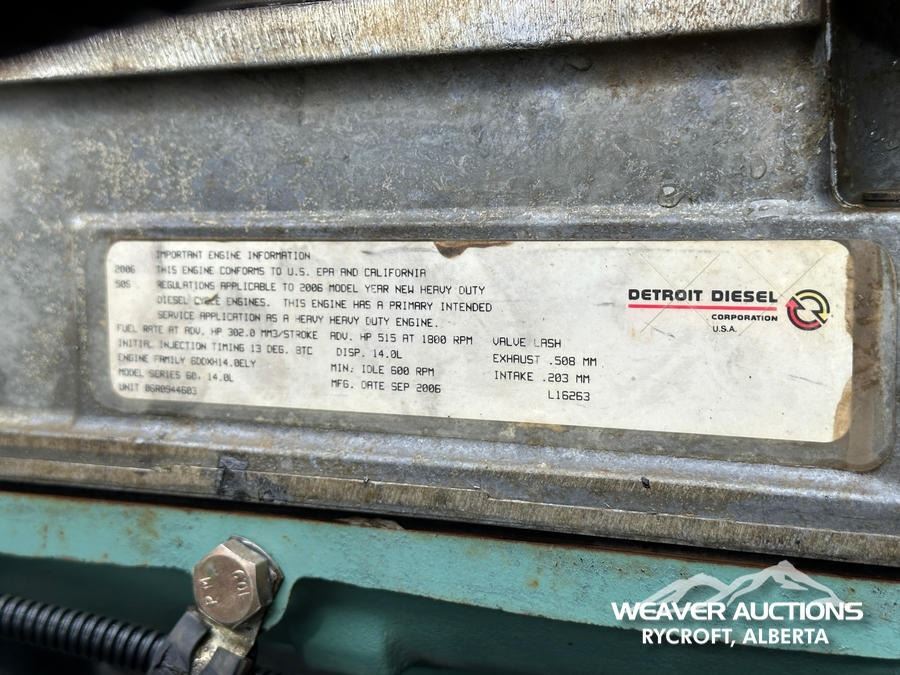 IMPORTANT ENGINE INFORMATION
2006 THIS ENGINE CONFORMS TO U.S. EPA AND CALIFORNIA
50S REGULATIONS APPLICABLE TO 2006 MODEL YEAR NEW HEAVY DUTY
DIESEL CYCLE ENGINES. THIS ENGINE HAS A PRIMARY INTENDED
SERVICE APPLICATION AS A HEAVY HEAVY DUTY ENGINE.
FUEL RATE AT ADV. HP 302.0 MM3/STROKE ADV. HP 515 AT 1800 RPM VALVE LASH
INITIAL INJECTION TIMING 13 DEG. BTC DISP. 14.0L EXHAUST .508 MM
ENGINE FAMILY 6DDXH14.0ELY MIN. IDLE 600 RPM INTAKE .203 MM
MODEL SERIES 60, 14.0L MFG. DATE SEP 2006 L16263
UNIT 06R0944603
DETROIT DIESEL
CORPORATION
U.S.A.
WEAVER AUCTIONS
RYCROFT, ALBERTA